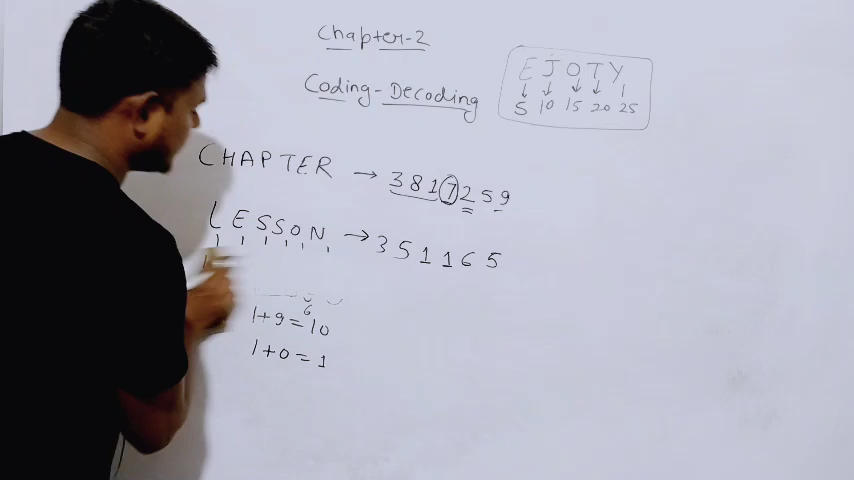 Chapter-2
Coding-Decoding
E J O T Y
↓ ↓ ↓ ↓ |
5 10 15 20 25
CHAPTER → 3817259
LESSON → 351165
6
1+9=10
1+0=1